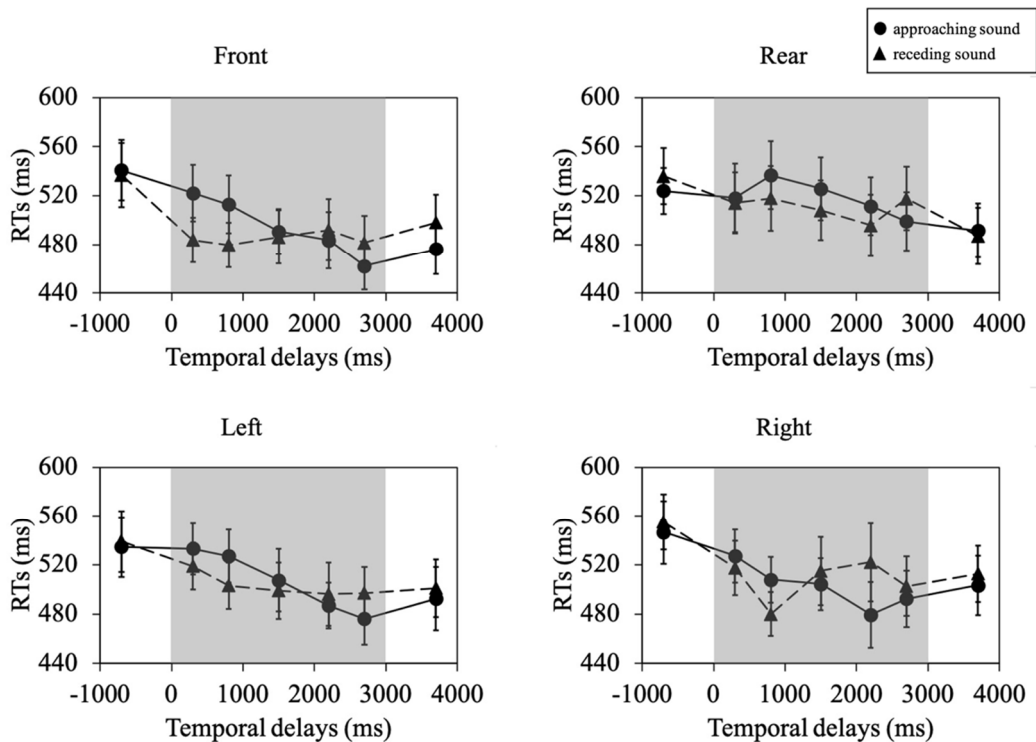 approaching sound
receding sound
Front
600
560
520
480
440
RTs (ms)
-1000 0 1000 2000 3000 4000
Temporal delays (ms)
Rear
600
560
520
480
440
RTs (ms)
-1000 0 1000 2000 3000 4000
Temporal delays (ms)
Left
600
560
520
480
440
RTs (ms)
-1000 0 1000 2000 3000 4000
Temporal delays (ms)
Right
600
560
520
480
440
RTs (ms)
-1000 0 1000 2000 3000 4000
Temporal delays (ms)